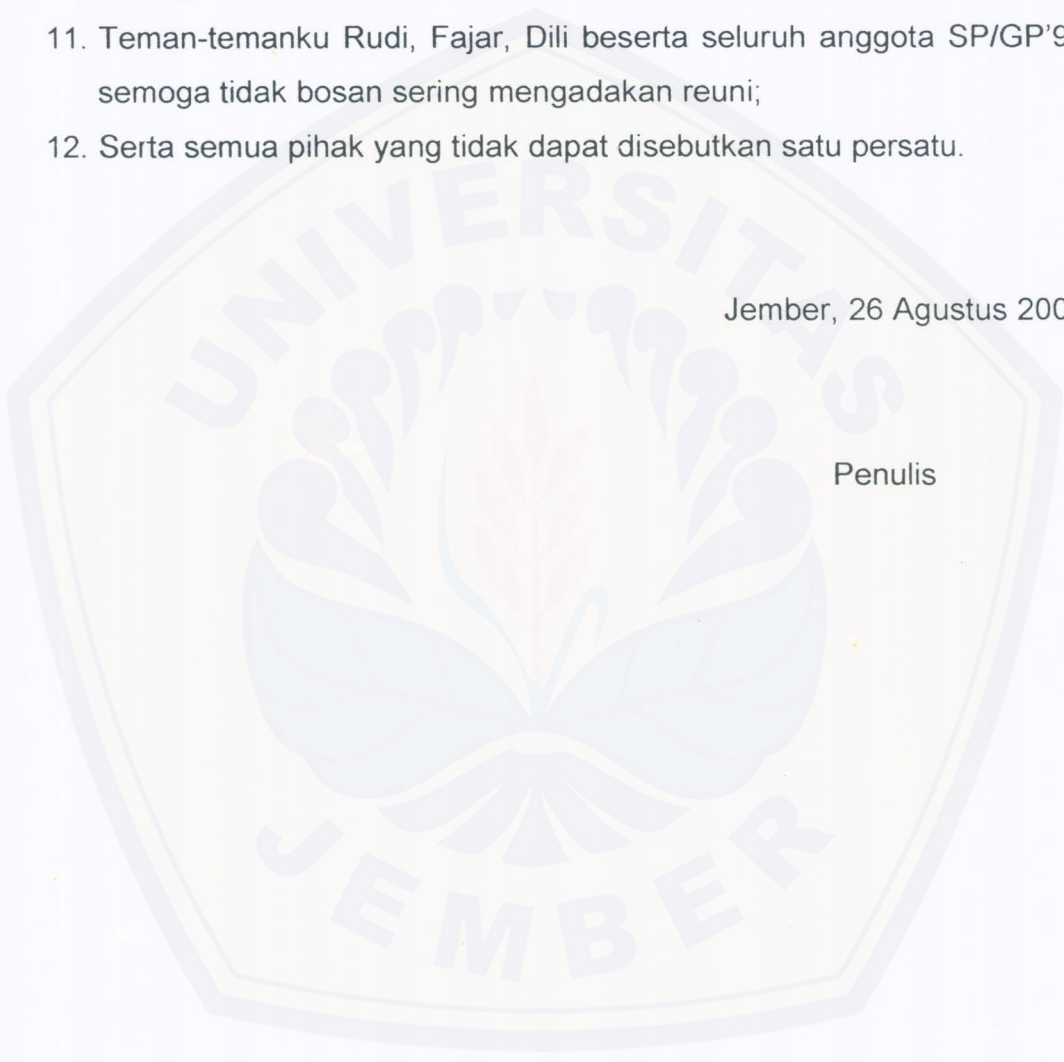 11. Teman-temanku Rudi, Fajar, Dili beserta seluruh anggota SP/GP'9
semoga tidak bosan sering mengadakan reuni;
12. Serta semua pihak yang tidak dapat disebutkan satu persatu.
UNIVERSITAS
Jember, 26 Agustus 200
Penulis
JEMBER